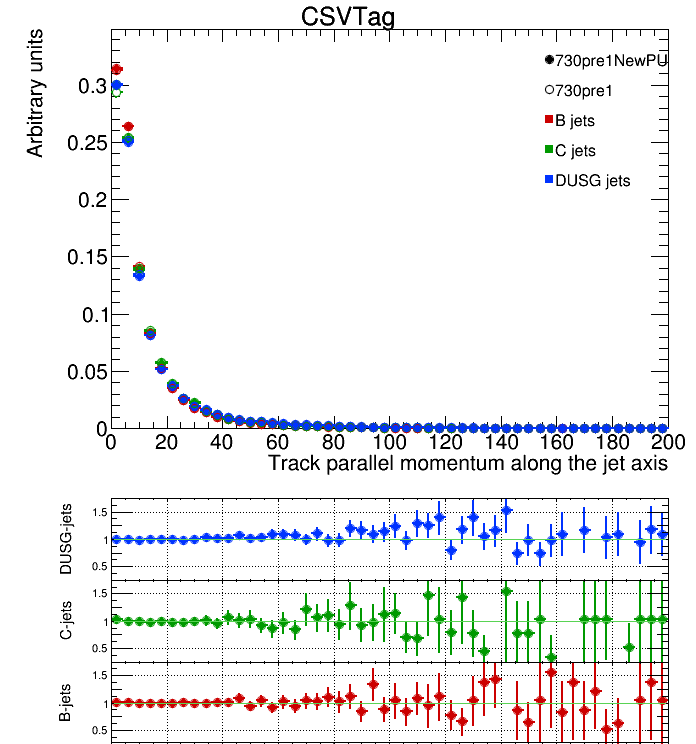 CSVTag
Arbitrary units
0.3
0.25
0.2
0.15
0.1
0.05
0
730pre1NewPU
730pre1
B jets
C jets
DUSG jets
0 20 40 60 80 100 120 140 160 180 200
Track parallel momentum along the jet axis
DUSG-jets
1.5
1
0.5
C-jets
1.5
1
0.5
B-jets
1.5
1
0.5